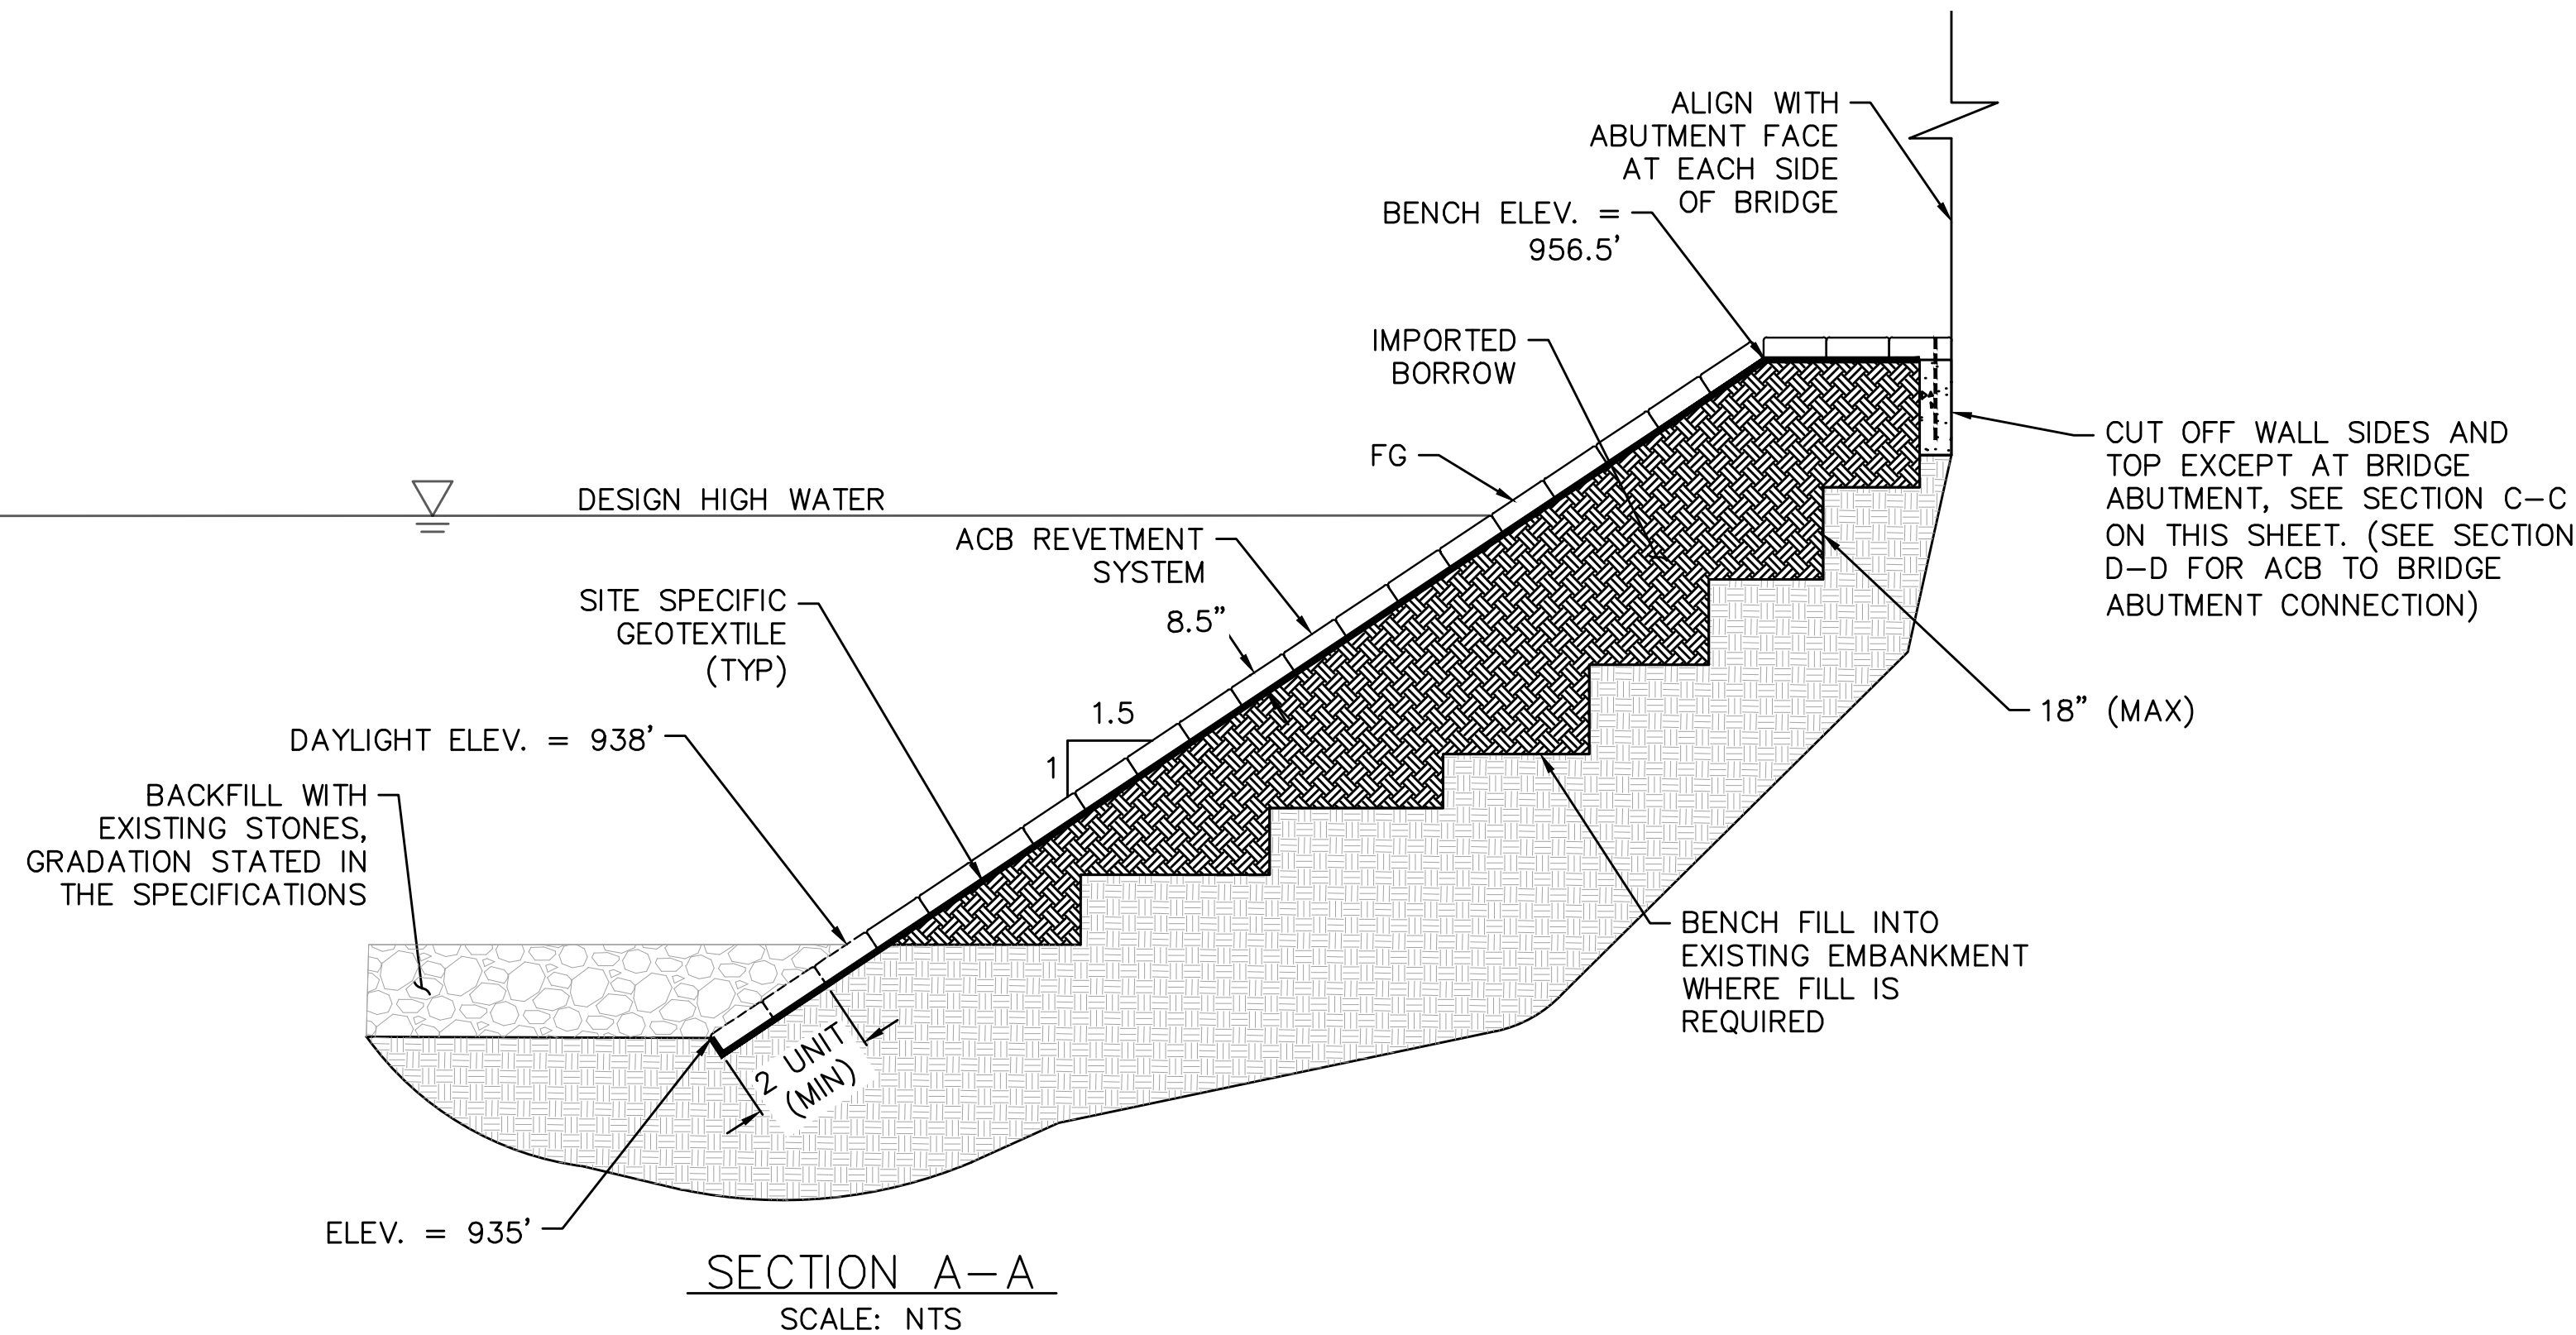 ALIGN WITH
ABUTMENT FACE
AT EACH SIDE
OF BRIDGE
BENCH ELEV. =
956.5'
IMPORTED
BORROW
FG
CUT OFF WALL SIDES AND
TOP EXCEPT AT BRIDGE
ABUTMENT, SEE SECTION C-C
ON THIS SHEET. (SEE SECTION
D-D FOR ACB TO BRIDGE
ABUTMENT CONNECTION)
DESIGN HIGH WATER
ACB REVETMENT
SYSTEM
8.5"
SITE SPECIFIC
GEOTEXTILE
(TYP)
18" (MAX)
1.5
1
DAYLIGHT ELEV. = 938'
BACKFILL WITH
EXISTING STONES,
GRADATION STATED IN
THE SPECIFICATIONS
BENCH FILL INTO
EXISTING EMBANKMENT
WHERE FILL IS
REQUIRED
2 UNIT
(MIN)
ELEV. = 935'
SECTION A-A
SCALE: NTS